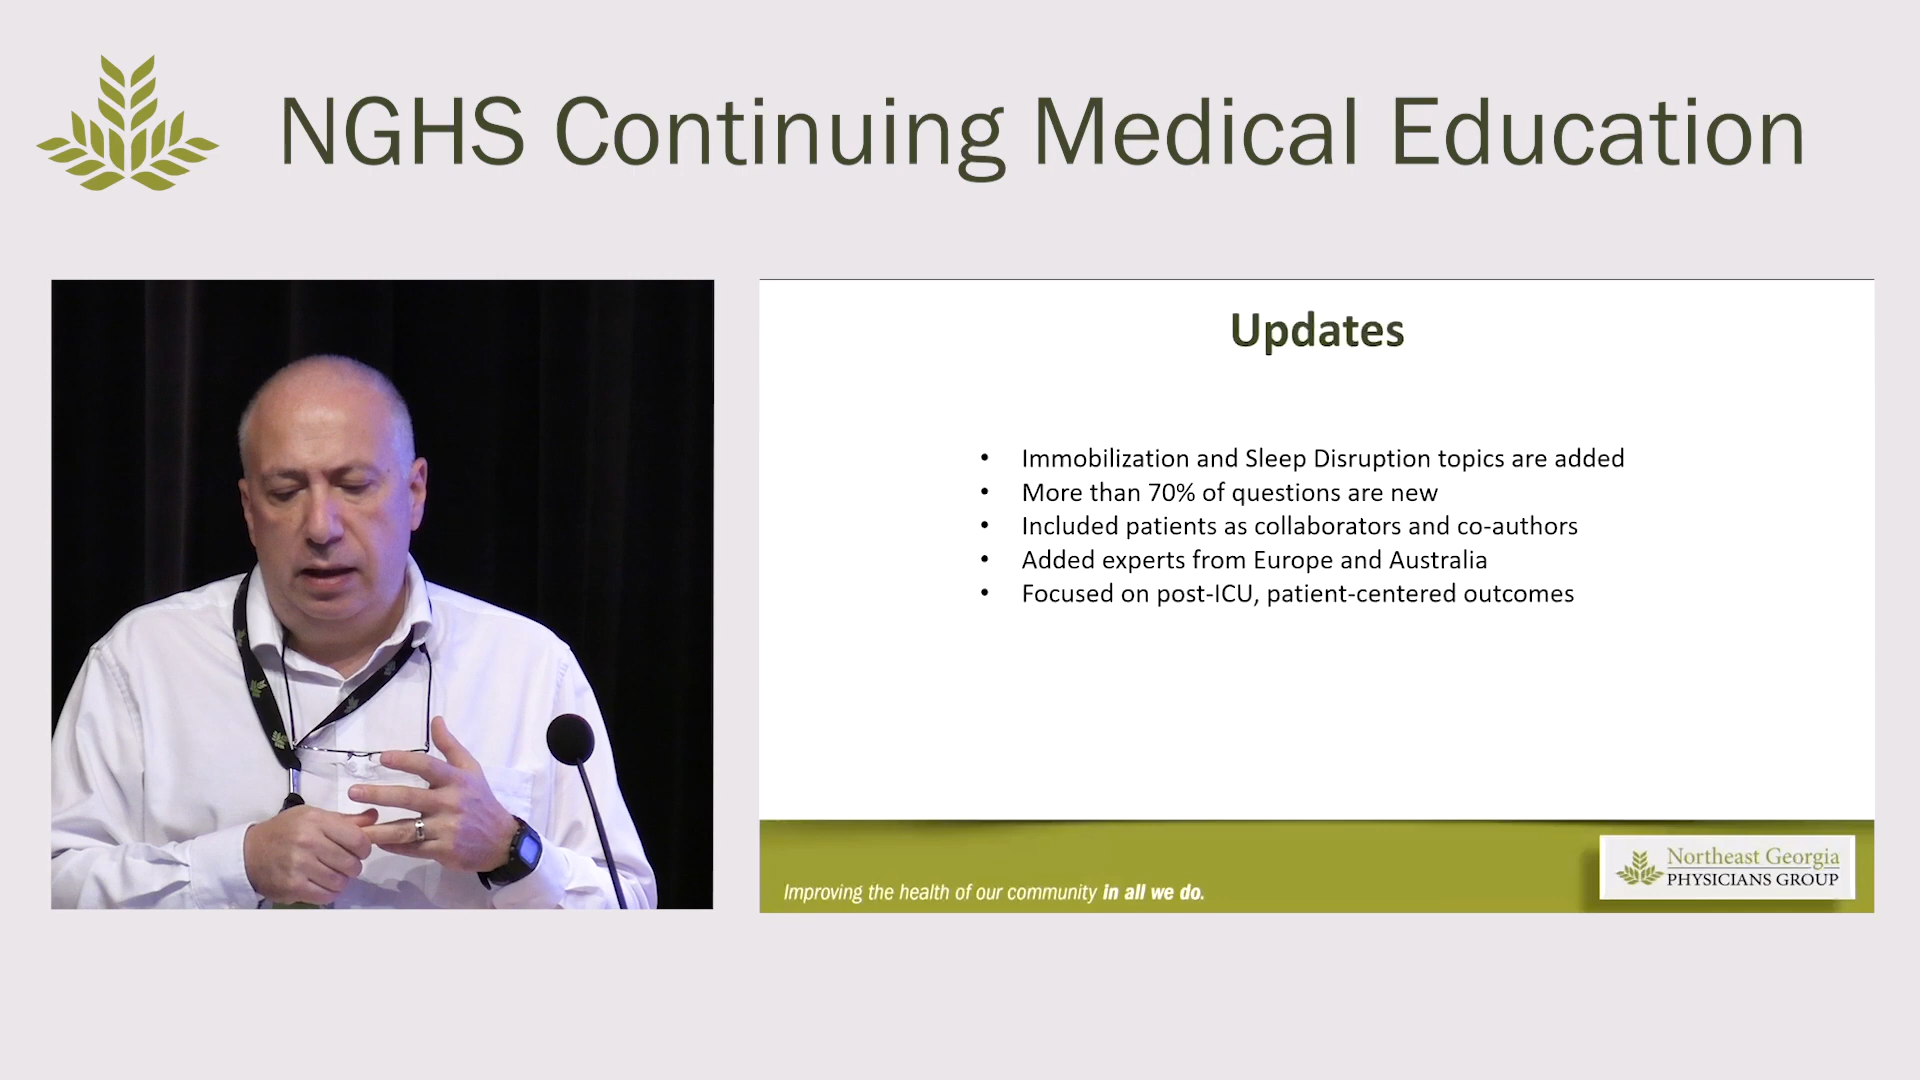 NGHS Continuing Medical Education
Updates
• Immobilization and Sleep Disruption topics are added
• More than 70% of questions are new
• Included patients as collaborators and co-authors
• Added experts from Europe and Australia
• Focused on post-ICU, patient-centered outcomes
Improving the health of our community in all we do.
Northeast Georgia
PHYSICIANS GROUP